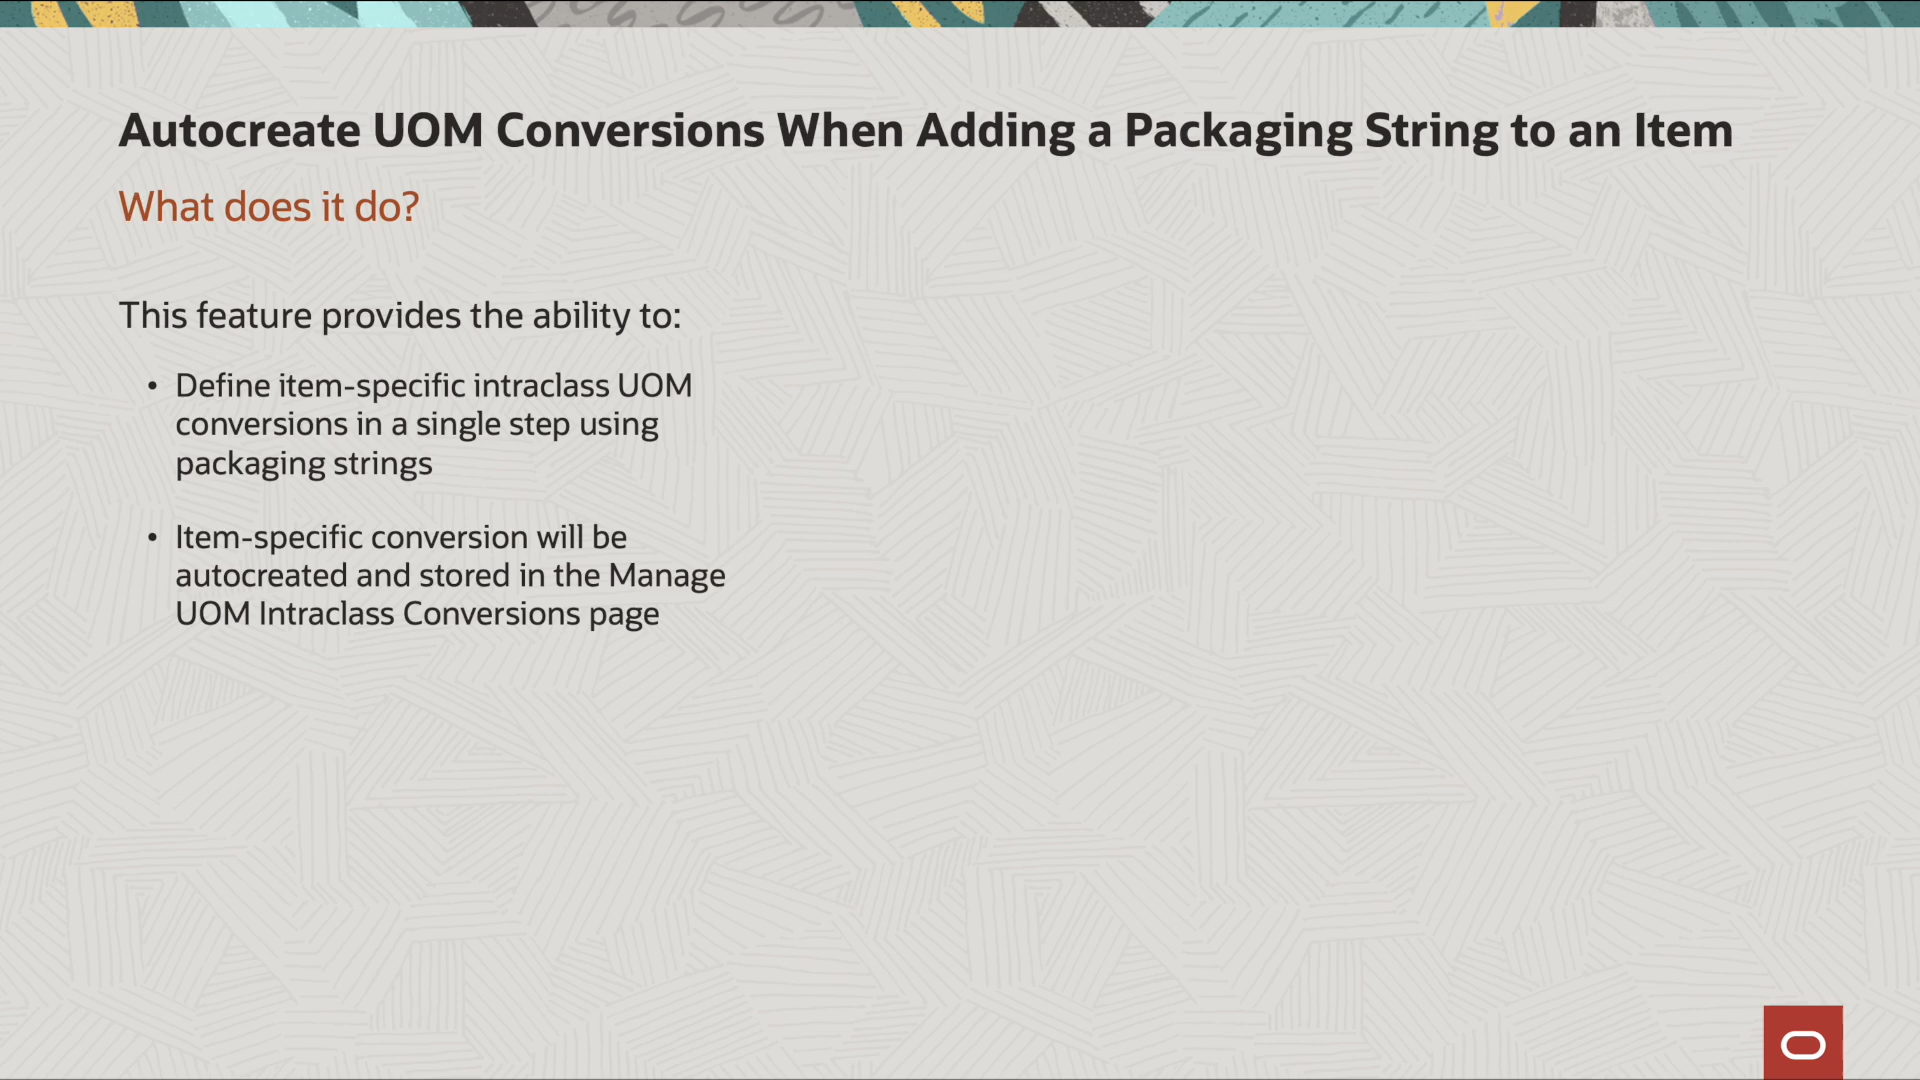 Autocreate UOM Conversions When Adding a Packaging String to an Item
What does it do?
This feature provides the ability to:
• Define item-specific intraclass UOM
conversions in a single step using
packaging strings
• Item-specific conversion will be
autocreated and stored in the Manage
UOM Intraclass Conversions page